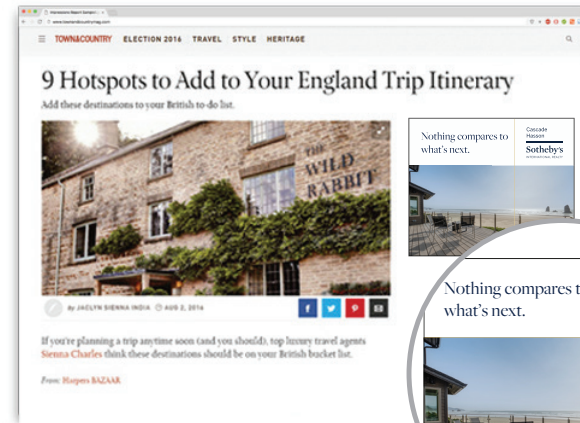 www.townandcountrymag.com
TOWN&COUNTRY ELECTION 2016 TRAVEL STYLE HERITAGE
9 Hotspots to Add to Your England Trip Itinerary
Add these destinations to your British to-do list.
THE
WILD
RABBIT
by JACLYN SIENNA INDIA AUG 2, 2016
If you're planning a trip anytime soon (and you should), top luxury travel agents
Sienna Charles think these destinations should be on your British bucket list.
From: Harpers BAZAAR
Nothing compares to
what's next.
Cascade
Hasson
Sotheby's
INTERNATIONAL REALTY
Nothing compares t
what's next.